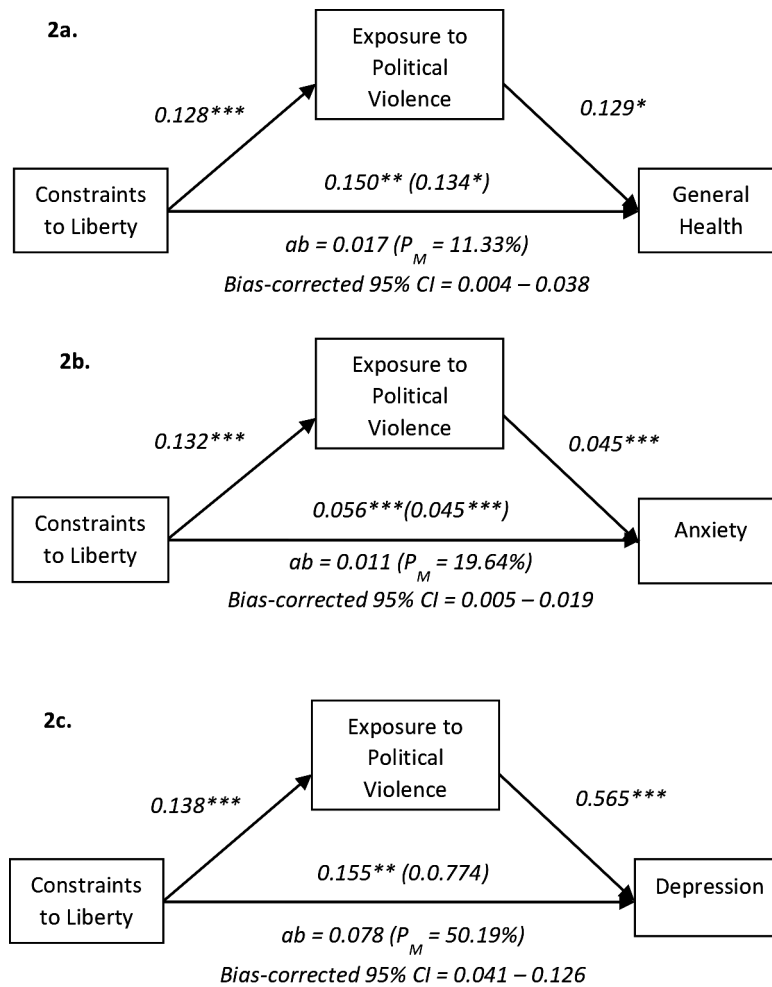 2a.
Exposure to
Political
Violence
0.128***
0.129*
Constraints
to Liberty
0.150** (0.134*)
General
Health
ab = 0.017 (P_M = 11.33%)
Bias-corrected 95% CI = 0.004 – 0.038
2b.
Exposure to
Political
Violence
0.132***
0.045***
Constraints
to Liberty
0.056***(0.045***)
Anxiety
ab = 0.011 (P_M = 19.64%)
Bias-corrected 95% CI = 0.005 – 0.019
2c.
Exposure to
Political
Violence
0.138***
0.565***
Constraints
to Liberty
0.155** (0.0.774)
Depression
ab = 0.078 (P_M = 50.19%)
Bias-corrected 95% CI = 0.041 – 0.126